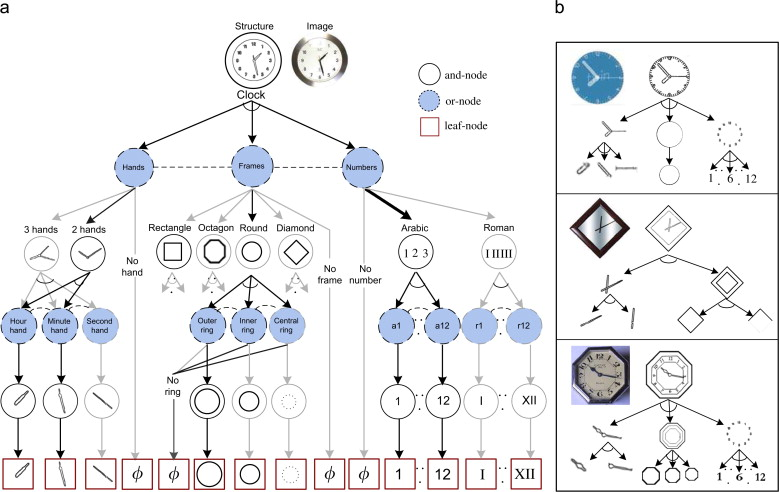 a
b
Structure
Image
Clock
and-node
or-node
leaf-node
Hands
Frames
Numbers
3 hands
2 hands
No
hand
Rectangle
Octagon
Round
Diamond
No
frame
No
number
Arabic
Roman
1 2 3
I II III
Hour
hand
Minute
hand
Second
hand
Outer
ring
Inner
ring
Central
ring
a1
a12
r1
r12
No
ring
1
12
I
XII
ϕ
ϕ
ϕ
ϕ
1
12
I
XII
1 6 12
1 6 12